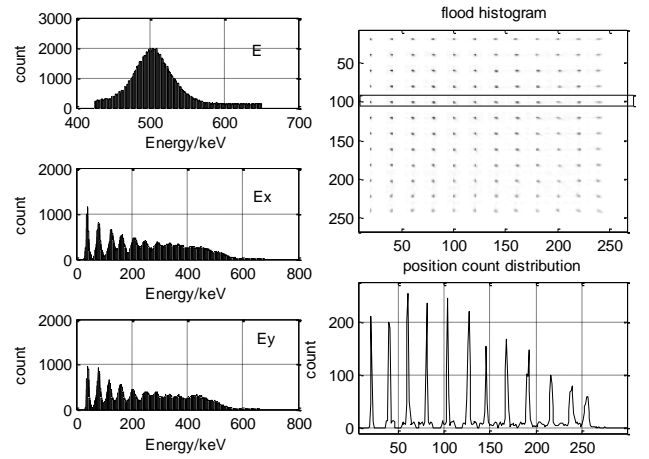 3000
2000
1000
0
count
E
400 500 600 700
Energy/keV
2000
1000
0
count
Ex
0 200 400 600 800
Energy/keV
2000
1000
0
count
Ey
0 200 400 600 800
Energy/keV
flood histogram
50
100
150
200
250
50 100 150 200 250
position count distribution
200
100
0
count
50 100 150 200 250